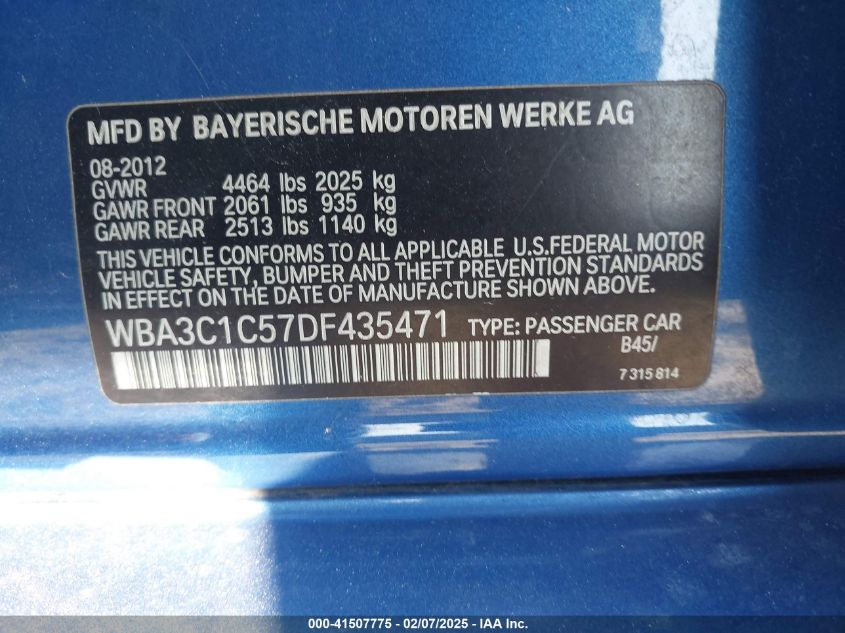 MFD BY BAYERISCHE MOTOREN WERKE AG
08-2012
GVWR 4464 lbs 2025 kg
GAWR FRONT 2061 lbs 935 kg
GAWR REAR 2513 lbs 1140 kg
THIS VEHICLE CONFORMS TO ALL APPLICABLE U.S.FEDERAL MOTOR
VEHICLE SAFETY, BUMPER AND THEFT PREVENTION STANDARDS
IN EFFECT ON THE DATE OF MANUFACTURE SHOWN ABOVE.
WBA3C1C57DF435471 TYPE: PASSENGER CAR
B45/
7 315 814
000-41507775 - 02/07/2025 - IAA Inc.